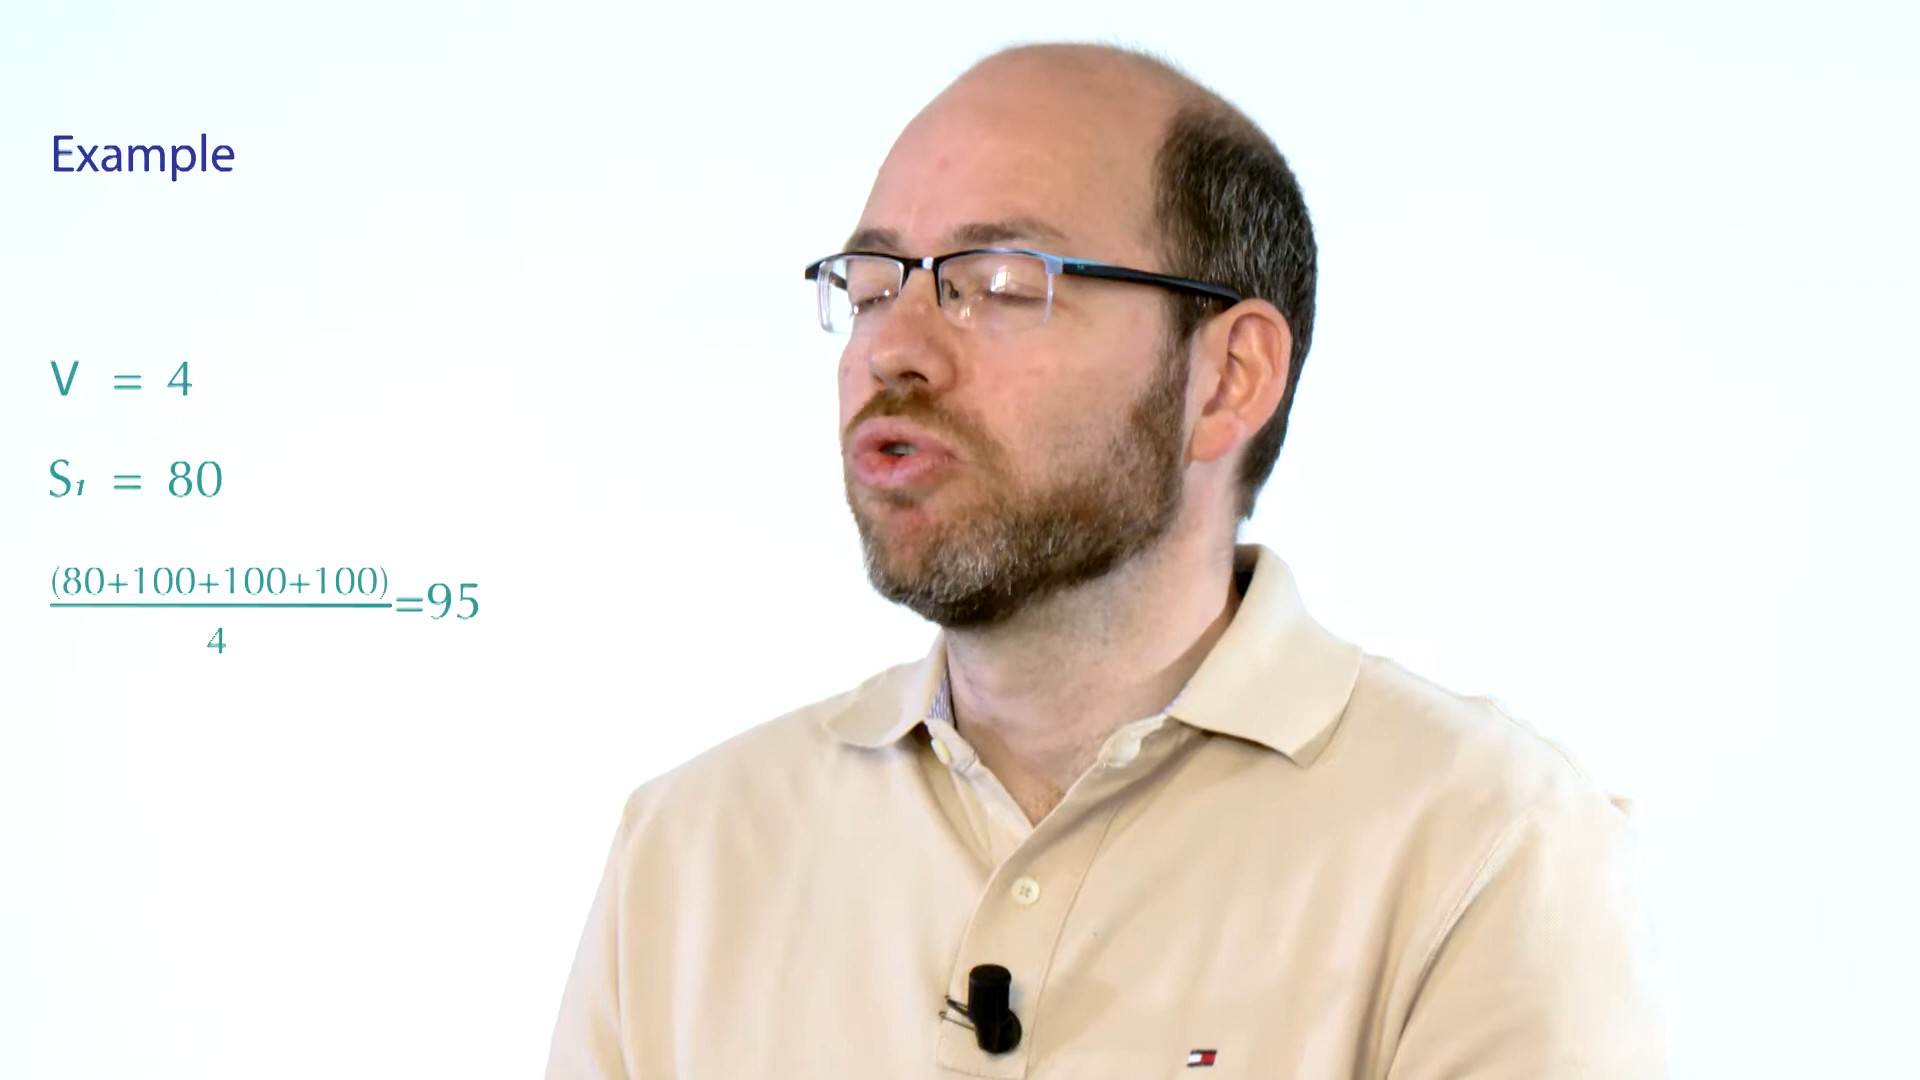 Example
V = 4
S₁ = 80
(80+100+100+100)
=95
4